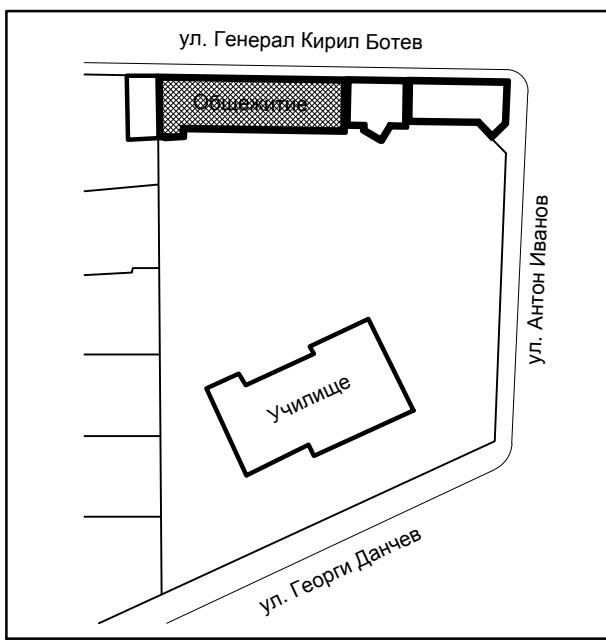 ул. Генерал Кирил Ботев
Общежитие
ул. Антон Иванов
Училище
ул. Георги Данчев